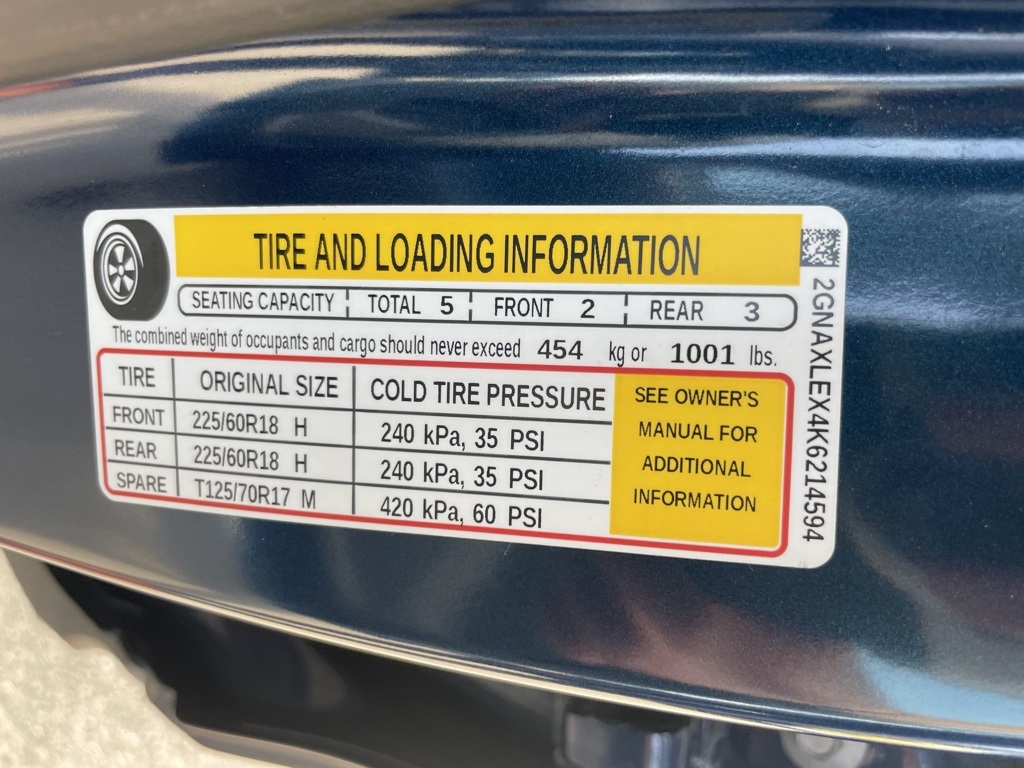 TIRE AND LOADING INFORMATION
SEATING CAPACITY TOTAL 5 FRONT 2 REAR 3
The combined weight of occupants and cargo should never exceed 454 kg or 1001 lbs.
TIRE ORIGINAL SIZE COLD TIRE PRESSURE
FRONT 225/60R18 H 240 kPa, 35 PSI
REAR 225/60R18 H 240 kPa, 35 PSI
SPARE T125/70R17 M 420 kPa, 60 PSI
SEE OWNER'S
MANUAL FOR
ADDITIONAL
INFORMATION
2GNAXLEX4K6214594